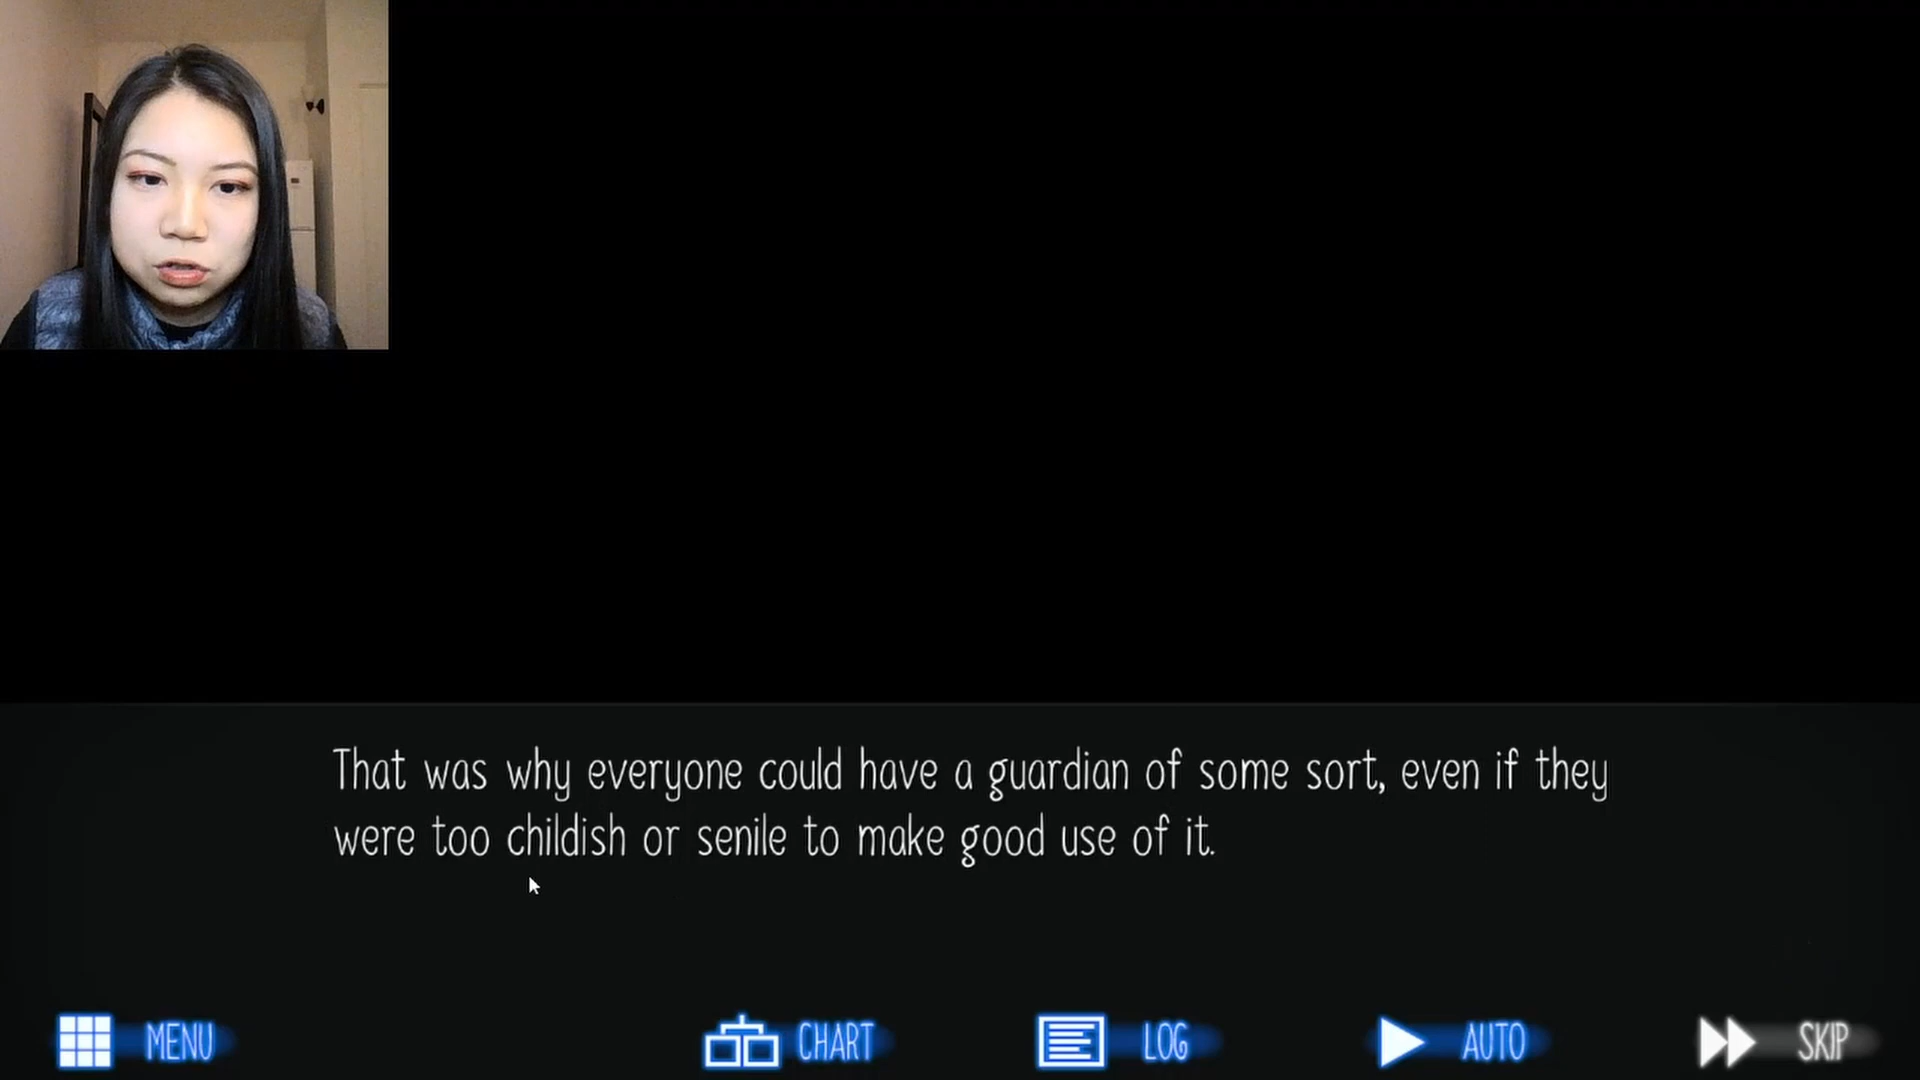 That was why everyone could have a guardian of some sort, even if they
were too childish or senile to make good use of it.
MENU
CHART
LOG
AUTO
SKIP